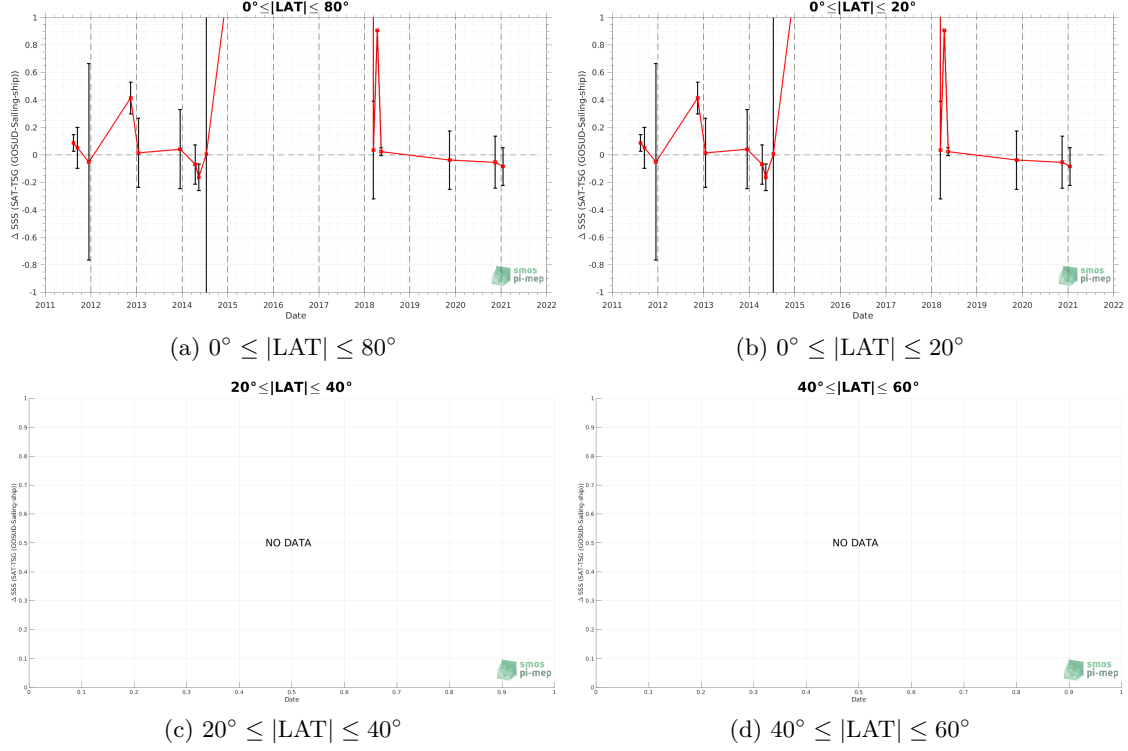 0°≤|LAT|≤ 80°
Δ SSS (SAT-TSG (GOSUD-Sailing-ship))
1
0.8
0.6
0.4
0.2
0
-0.2
-0.4
-0.6
-0.8
-1
2011 2012 2013 2014 2015 2017 2018 2019 2020 2021 2022
Date
smos
pi-mep
(a) 0° ≤ |LAT| ≤ 80°
0°≤|LAT|≤ 20°
Δ SSS (SAT-TSG (GOSUD-Sailing-ship))
1
0.8
0.6
0.4
0.2
0
-0.2
-0.4
-0.6
-0.8
-1
2011 2012 2013 2014 2015 2017 2018 2019 2020 2021 2022
Date
smos
pi-mep
(b) 0° ≤ |LAT| ≤ 20°
20°≤|LAT|≤ 40°
Δ SSS (SAT-TSG (GOSUD-Sailing-ship))
1
0.9
0.8
0.7
0.6
0.5
0.4
0.3
0.2
0.1
0
NO DATA
0 0.1 0.2 0.3 0.4 0.5 0.6 0.7 0.8 0.9 1
Date
smos
pi-mep
(c) 20° ≤ |LAT| ≤ 40°
40°≤|LAT|≤ 60°
Δ SSS (SAT-TSG (GOSUD-Sailing-ship))
1
0.9
0.8
0.7
0.6
0.5
0.4
0.3
0.2
0.1
0
NO DATA
0 0.1 0.2 0.3 0.4 0.5 0.6 0.7 0.8 0.9 1
Date
smos
pi-mep
(d) 40° ≤ |LAT| ≤ 60°